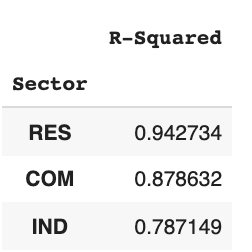 R-Squared
Sector
RES 0.942734
COM 0.878632
IND 0.787149